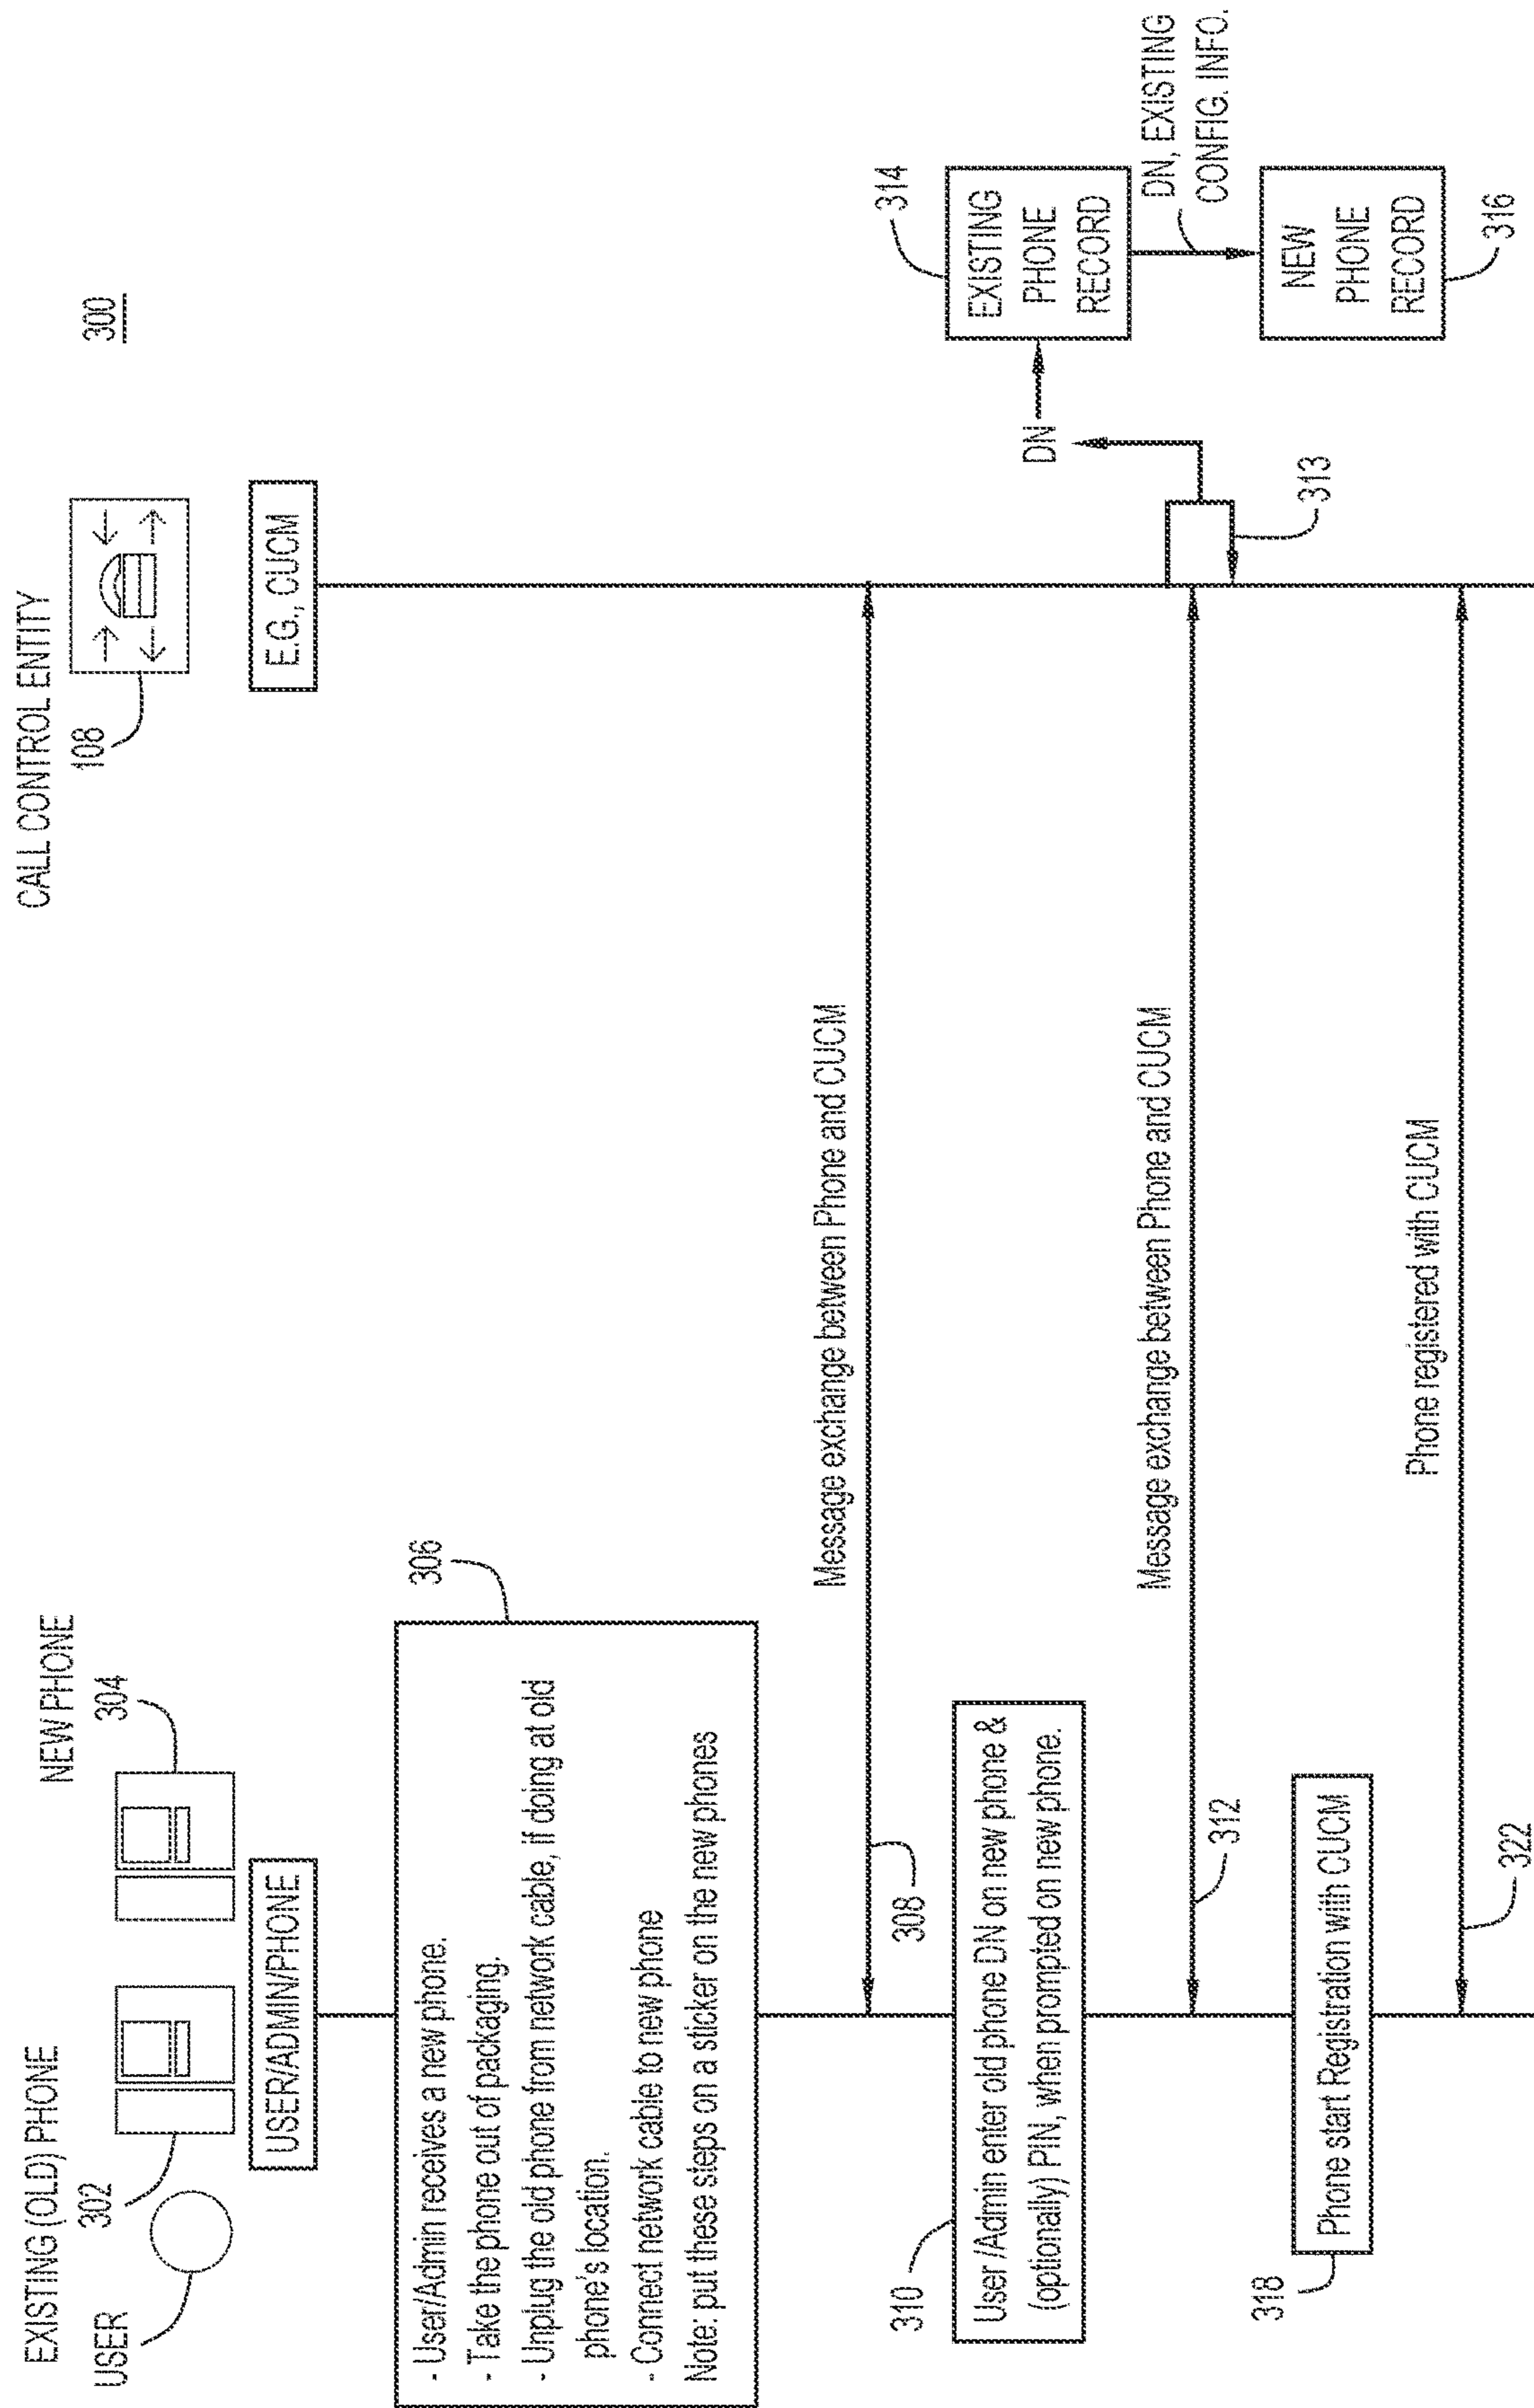 300
EXISTING (OLD) PHONE
NEW PHONE
CALL CONTROL ENTITY
USER
302
304
108
USER/ADMIN/PHONE
E.G., CUCM
306
- User/Admin receives a new phone.
- Take the phone out of packaging.
- Unplug the old phone from network cable, if doing at old
phone's location.
- Connect network cable to new phone
Note: put these steps on a sticker on the new phones
Message exchange between Phone and CUCM
308
310
User /Admin enter old phone DN on new phone &
(optionally) PIN, when prompted on new phone.
Message exchange between Phone and CUCM
312
313
DN
314
EXISTING
PHONE
RECORD
DN, EXISTING
CONFIG. INFO.
NEW
PHONE
RECORD
316
318
Phone start Registration with CUCM
Phone registered with CUCM
322